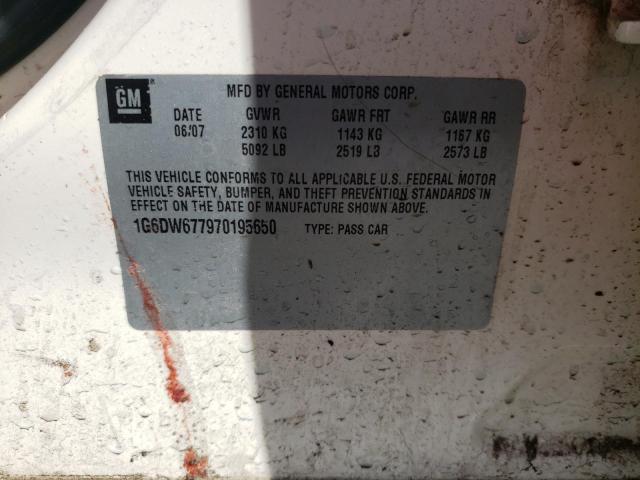 GM
MFD BY GENERAL MOTORS CORP.
DATE GVWR GAWR FRT GAWR RR
06/07 2310 KG 1143 KG 1167 KG
5092 LB 2519 LB 2573 LB
THIS VEHICLE CONFORMS TO ALL APPLICABLE U.S. FEDERAL MOTOR
VEHICLE SAFETY, BUMPER, AND THEFT PREVENTION STANDARDS IN
EFFECT ON THE DATE OF MANUFACTURE SHOWN ABOVE.
1G6DW677970195650 TYPE: PASS CAR